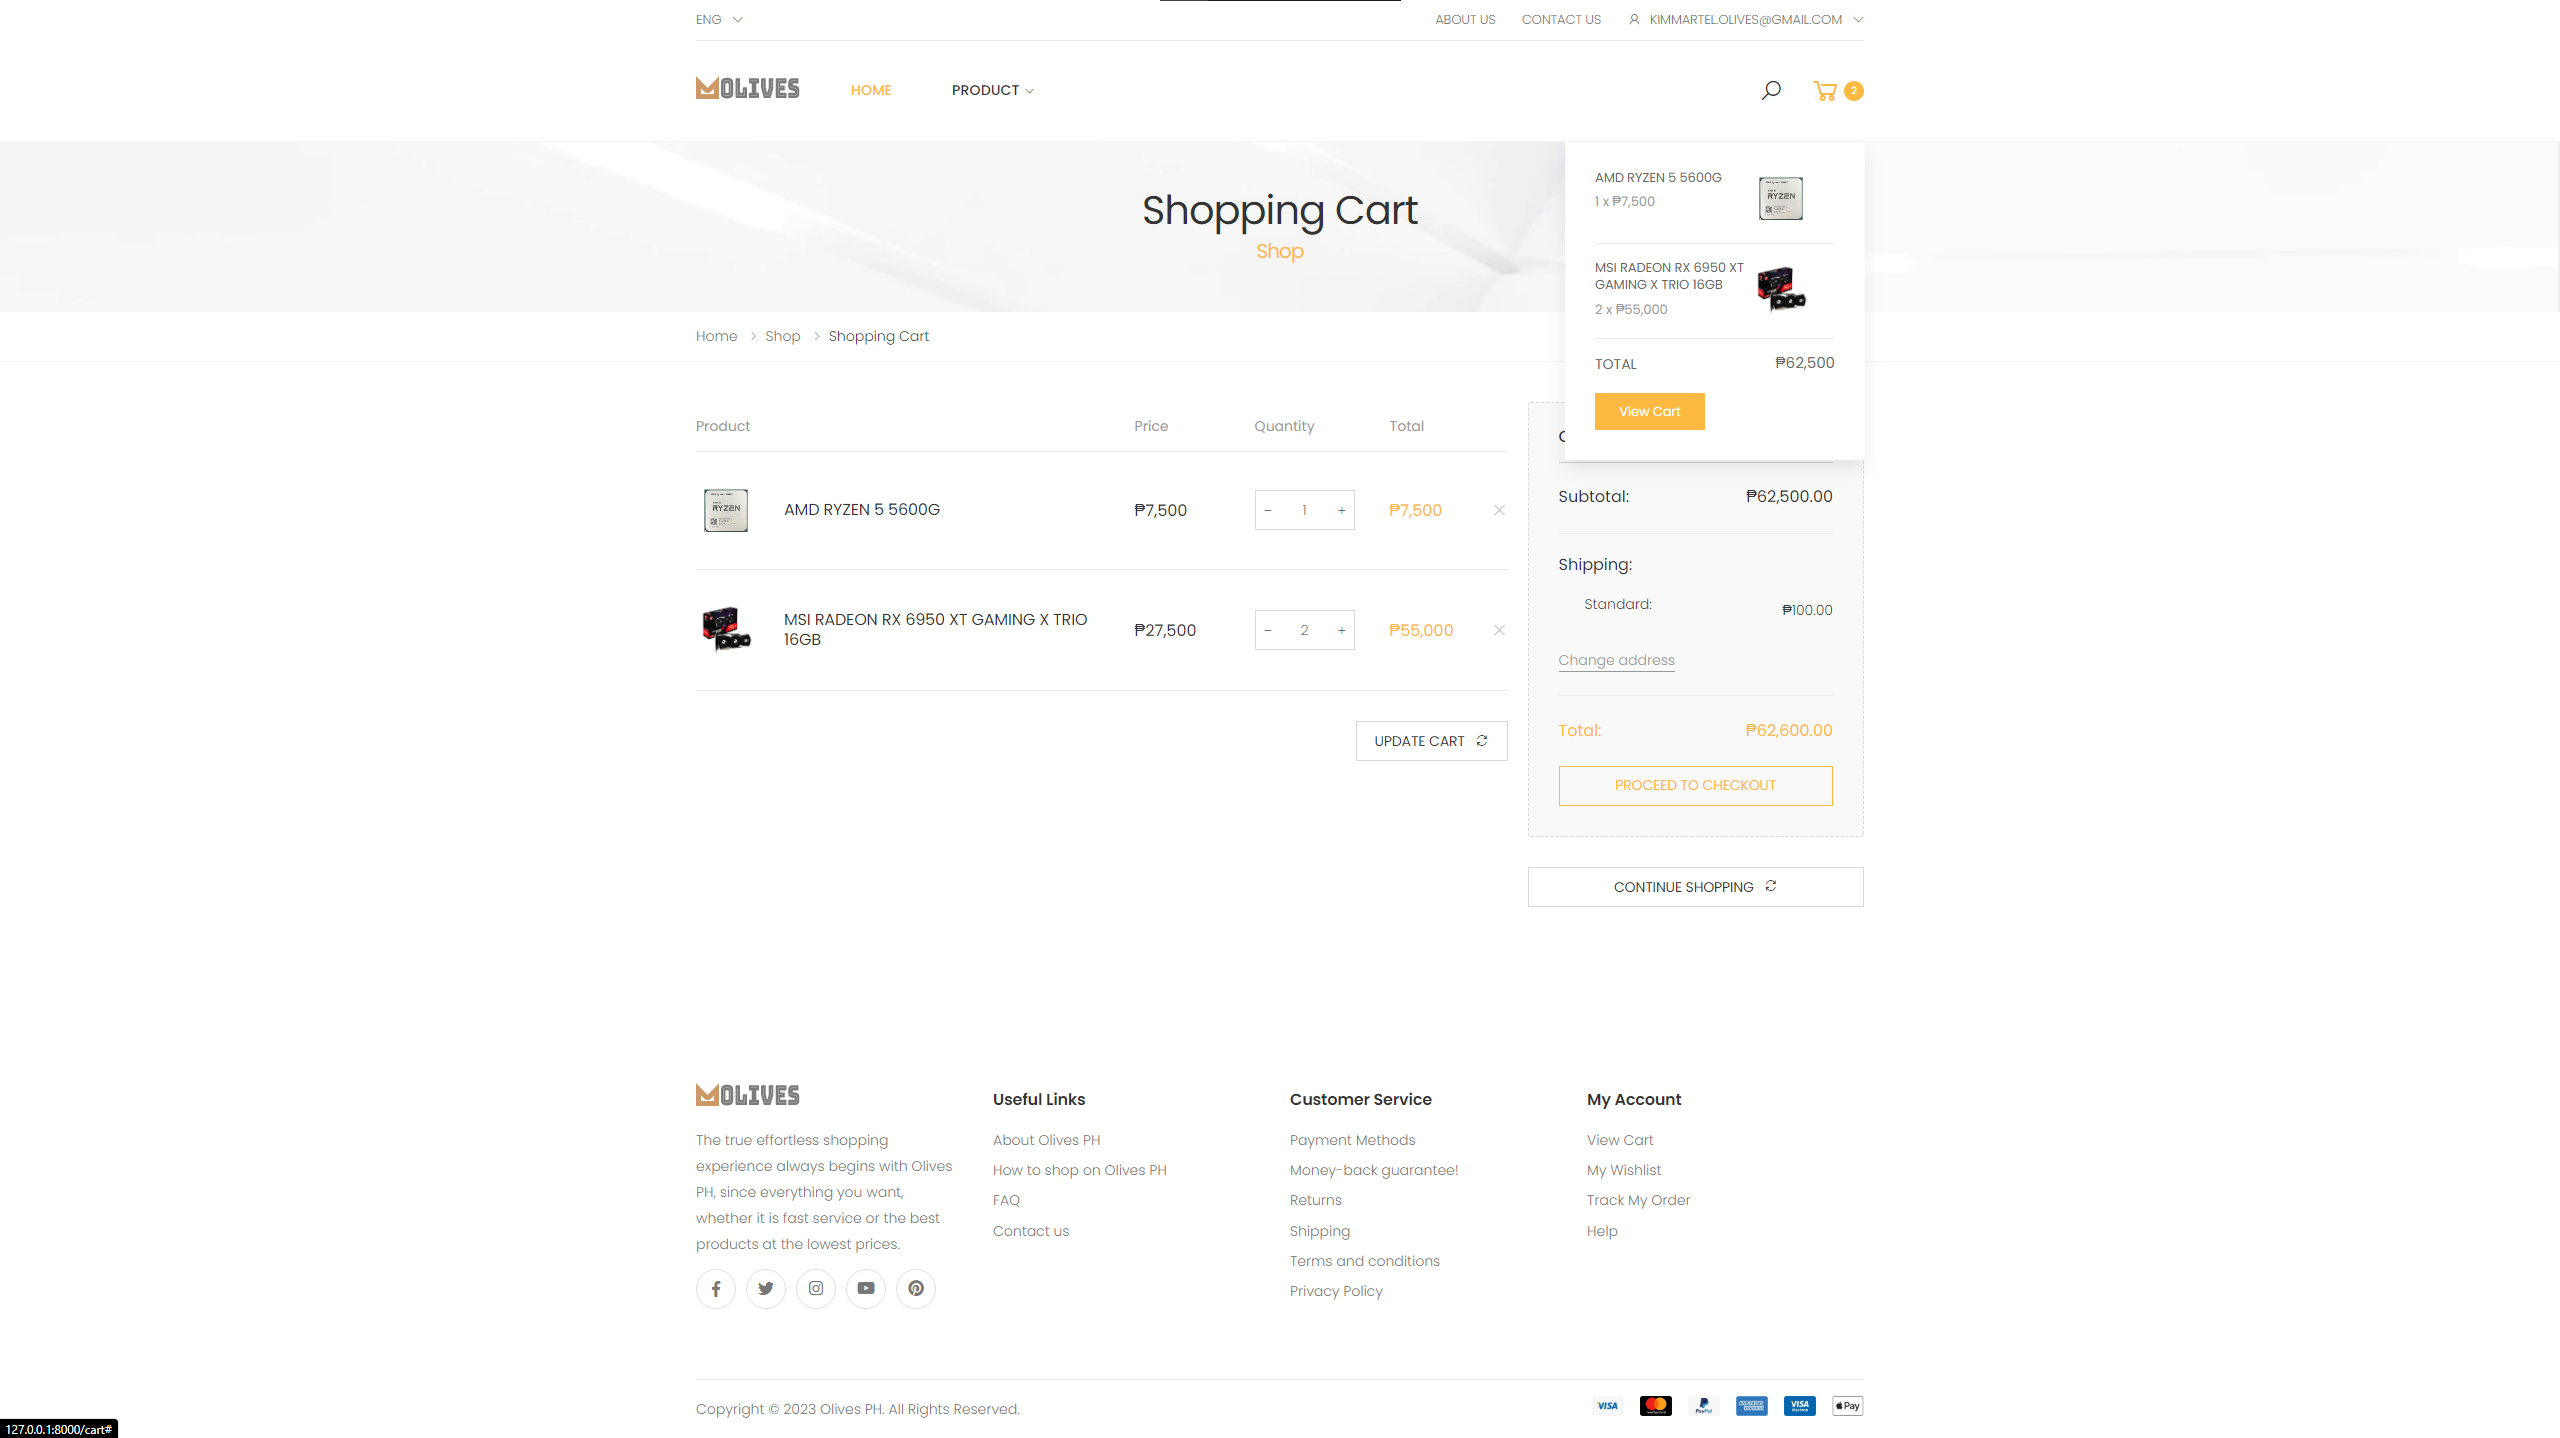 ENG
ABOUT US
CONTACT US
KIMMARTEL.OLIVES@GMAIL.COM
MOLIVES
HOME
PRODUCT
2
Shopping Cart
Shop
AMD RYZEN 5 5600G
1 x ₱7,500
RYZEN
MSI RADEON RX 6950 XT
GAMING X TRIO 16GB
2 x ₱55,000
TOTAL
₱62,500
View Cart
Home
Shop
Shopping Cart
Product
Price
Quantity
Total
RYZEN
AMD RYZEN 5 5600G
₱7,500
− 1 +
₱7,500
MSI RADEON RX 6950 XT GAMING X TRIO
16GB
₱27,500
− 2 +
₱55,000
UPDATE CART
Subtotal:
₱62,500.00
Shipping:
Standard:
₱100.00
Change address
Total:
₱62,600.00
PROCEED TO CHECKOUT
CONTINUE SHOPPING
MOLIVES
The true effortless shopping
experience always begins with Olives
PH, since everything you want,
whether it is fast service or the best
products at the lowest prices.
Useful Links
About Olives PH
How to shop on Olives PH
FAQ
Contact us
Customer Service
Payment Methods
Money-back guarantee!
Returns
Shipping
Terms and conditions
Privacy Policy
My Account
View Cart
My Wishlist
Track My Order
Help
Copyright © 2023 Olives PH. All Rights Reserved.
VISA
PayPal
VISA
Pay
127.0.0.1:8000/cart#